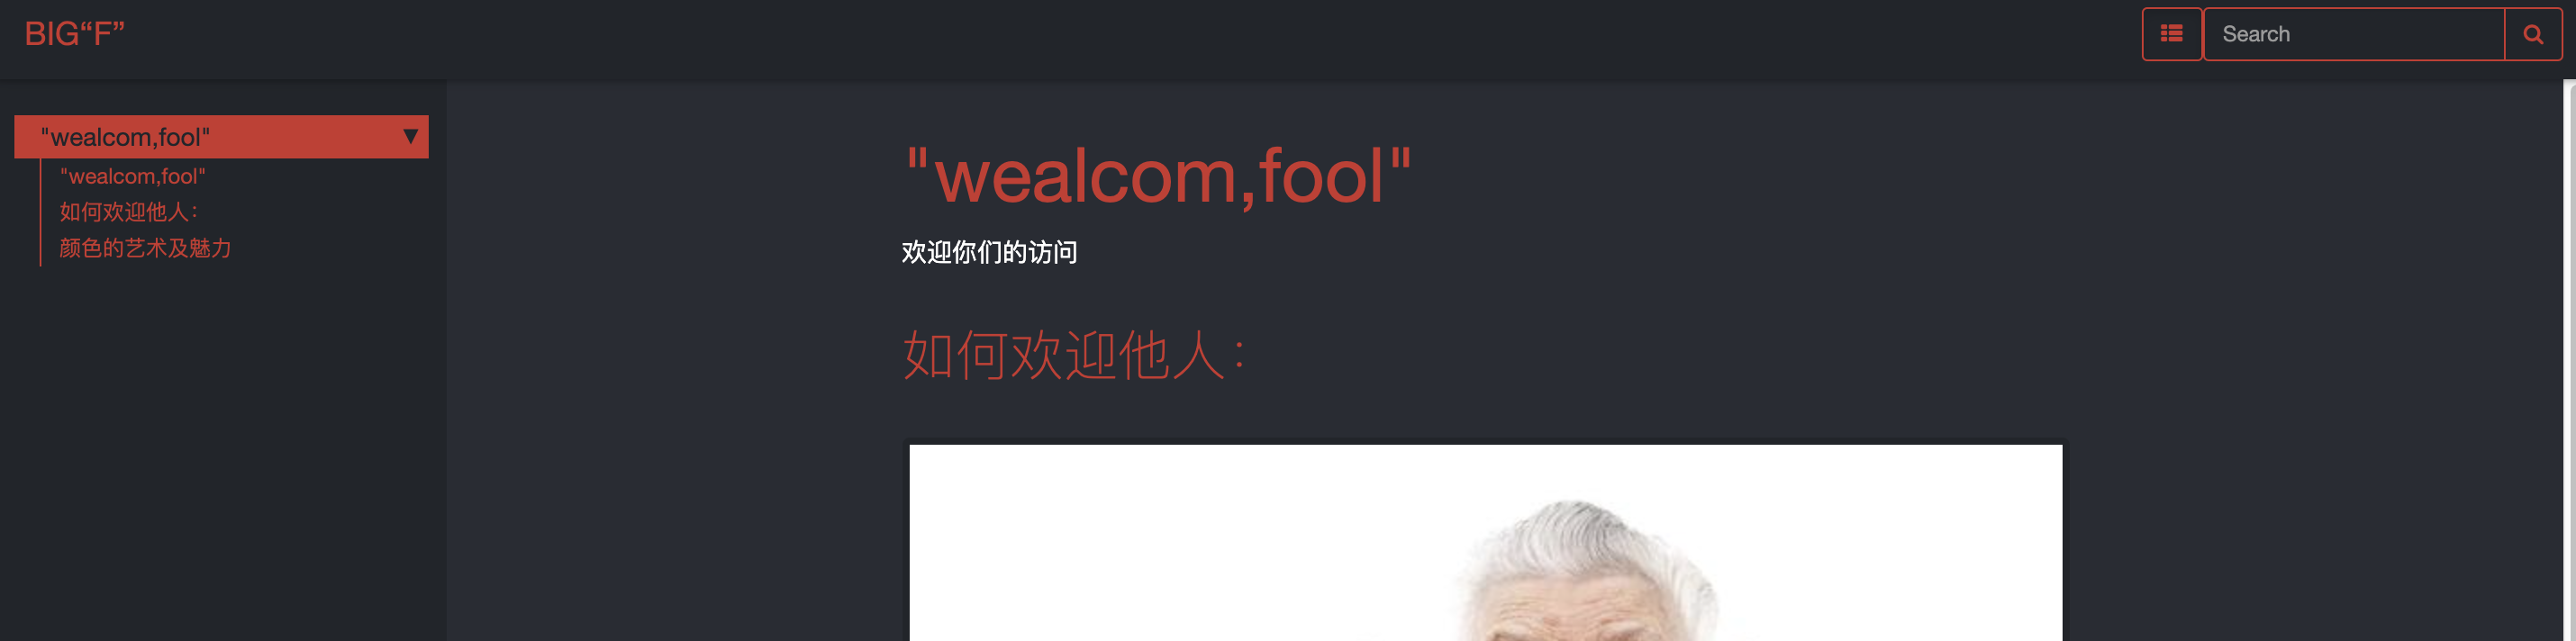 BIG“F”
Search
"wealcom,fool"
"wealcom,fool"
如何欢迎他人：
颜色的艺术及魅力
"wealcom,fool"
欢迎你们的访问
如何欢迎他人：